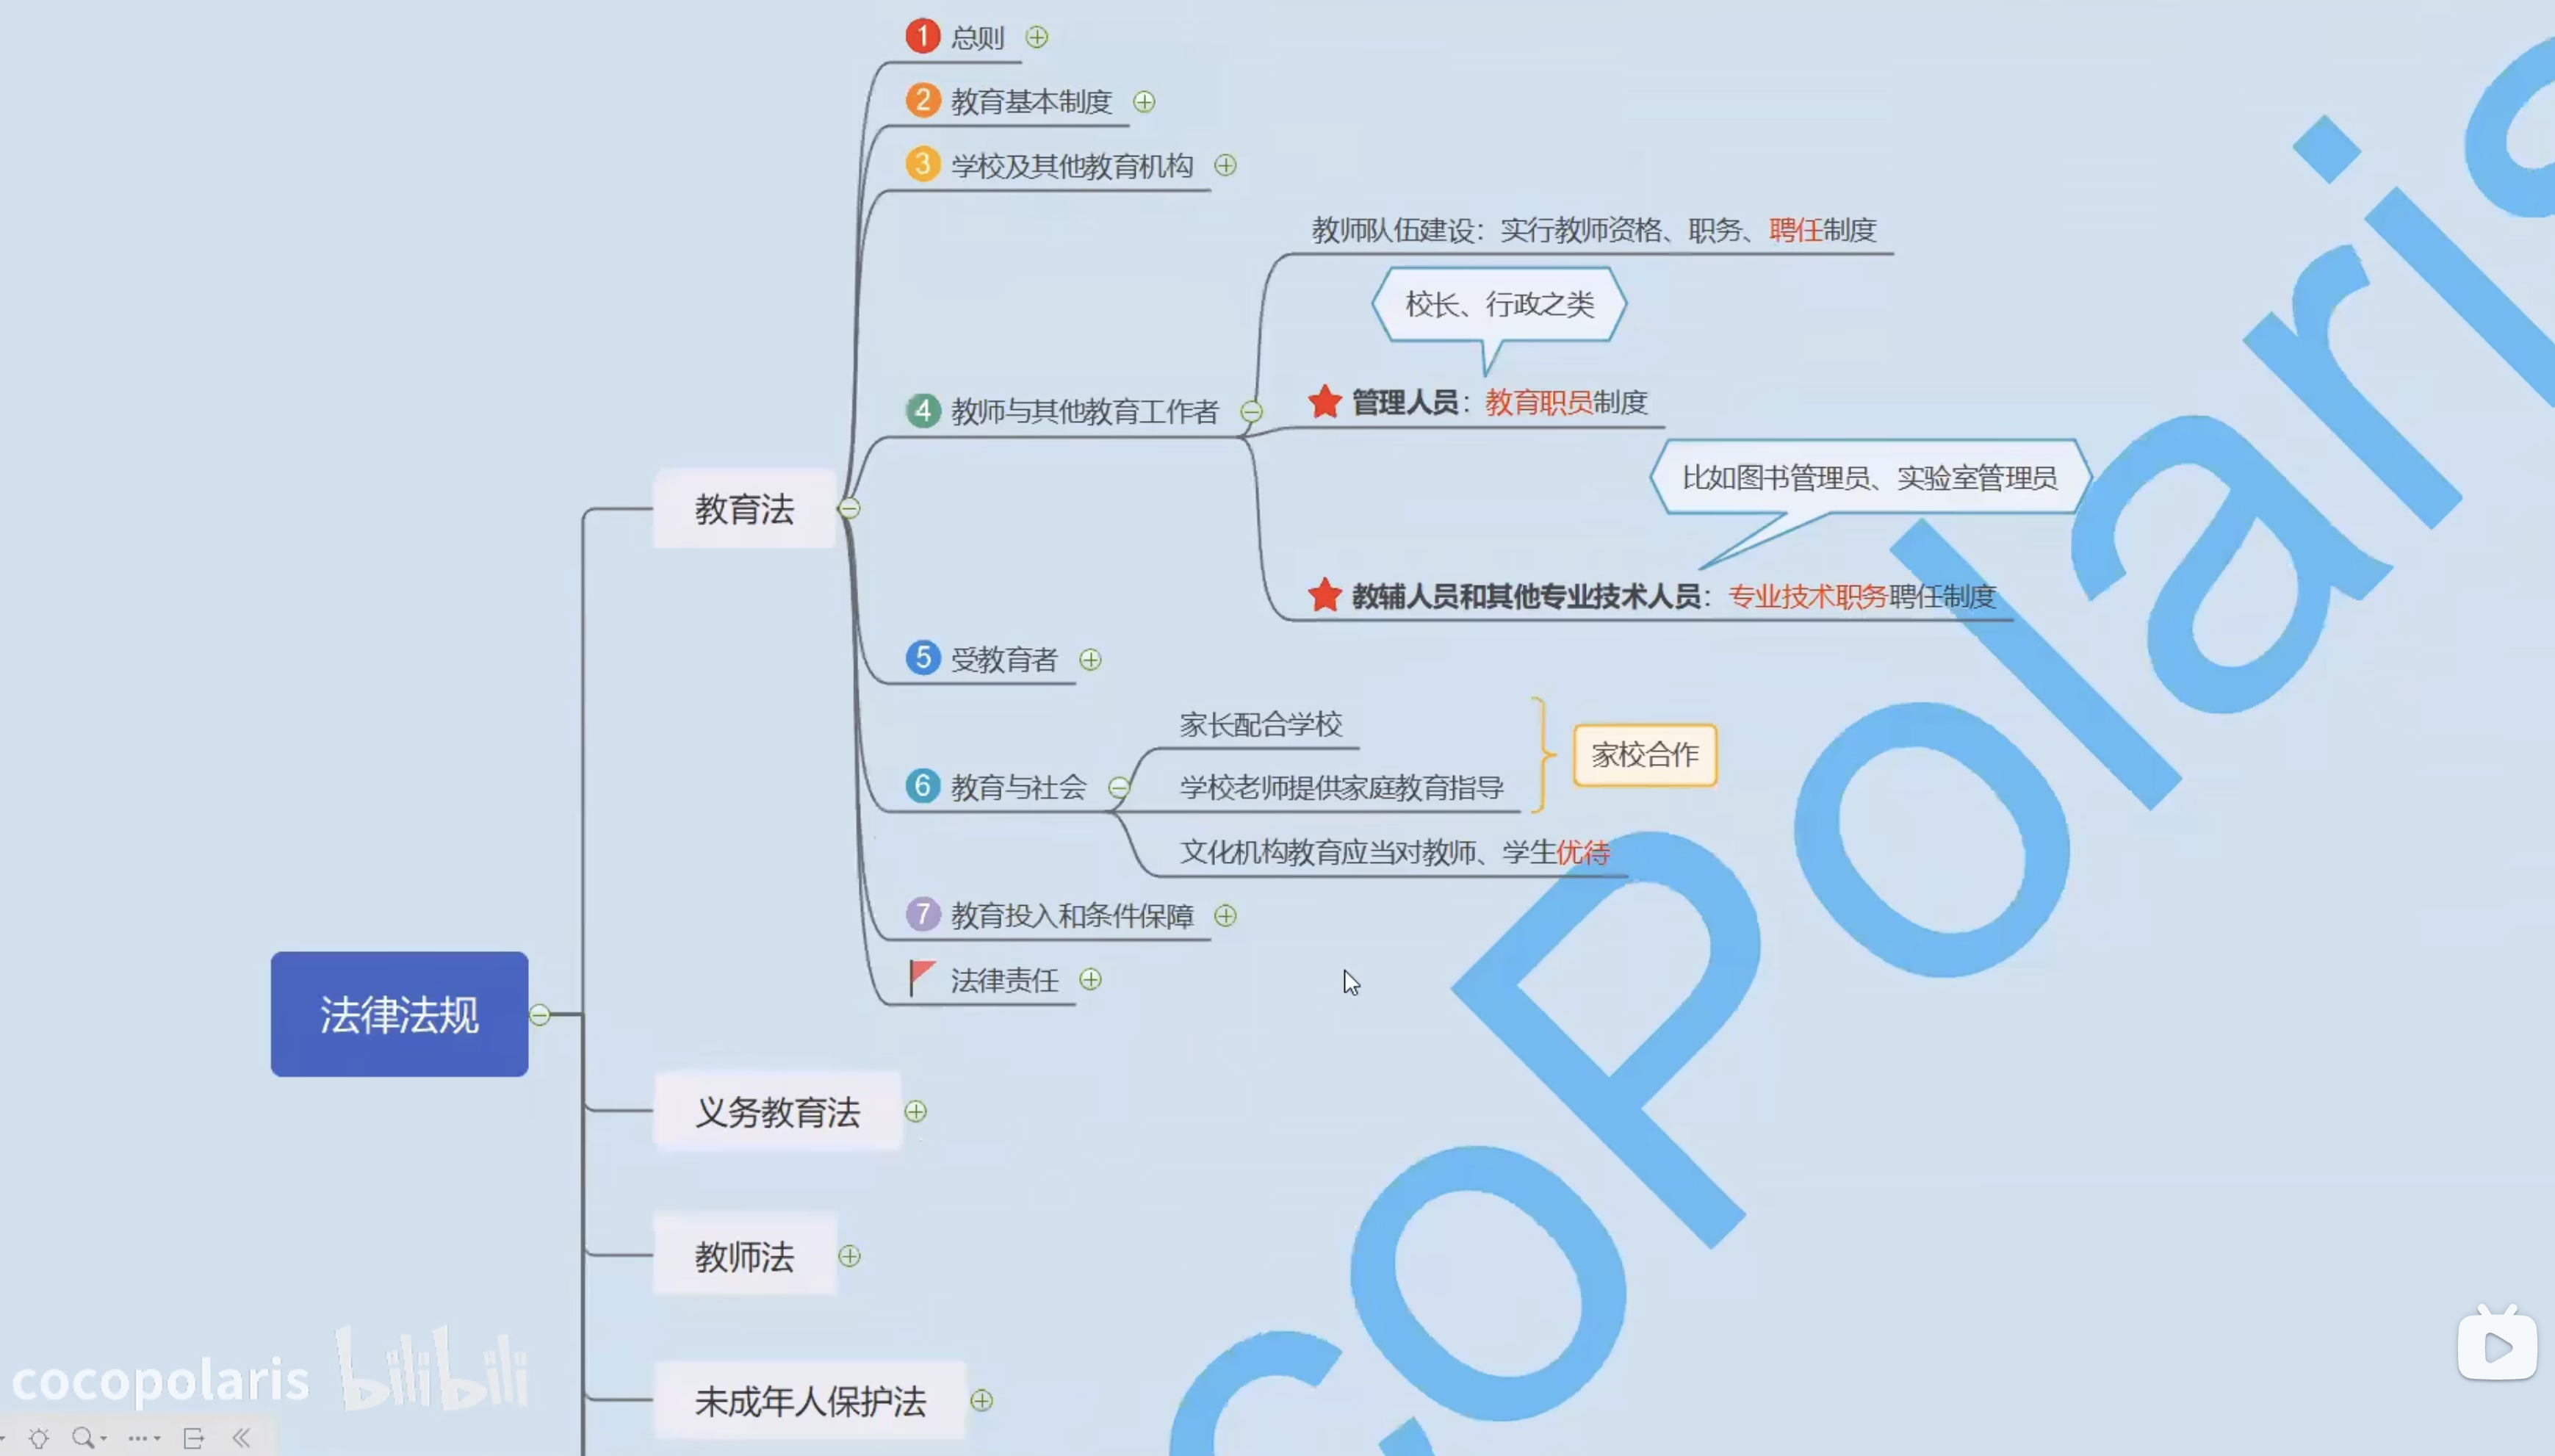 1 总则
2 教育基本制度
3 学校及其他教育机构
教师队伍建设：实行教师资格、职务、聘任制度
校长、行政之类
管理人员：教育职员制度
4 教师与其他教育工作者
比如图书管理员、实验室管理员
教育法
教辅人员和其他专业技术人员：专业技术职务聘任制度
5 受教育者
家长配合学校
家校合作
6 教育与社会
学校老师提供家庭教育指导
文化机构教育应当对教师、学生优待
7 教育投入和条件保障
法律责任
法律法规
义务教育法
教师法
未成年人保护法
coPolaris
cocopolaris bilibili